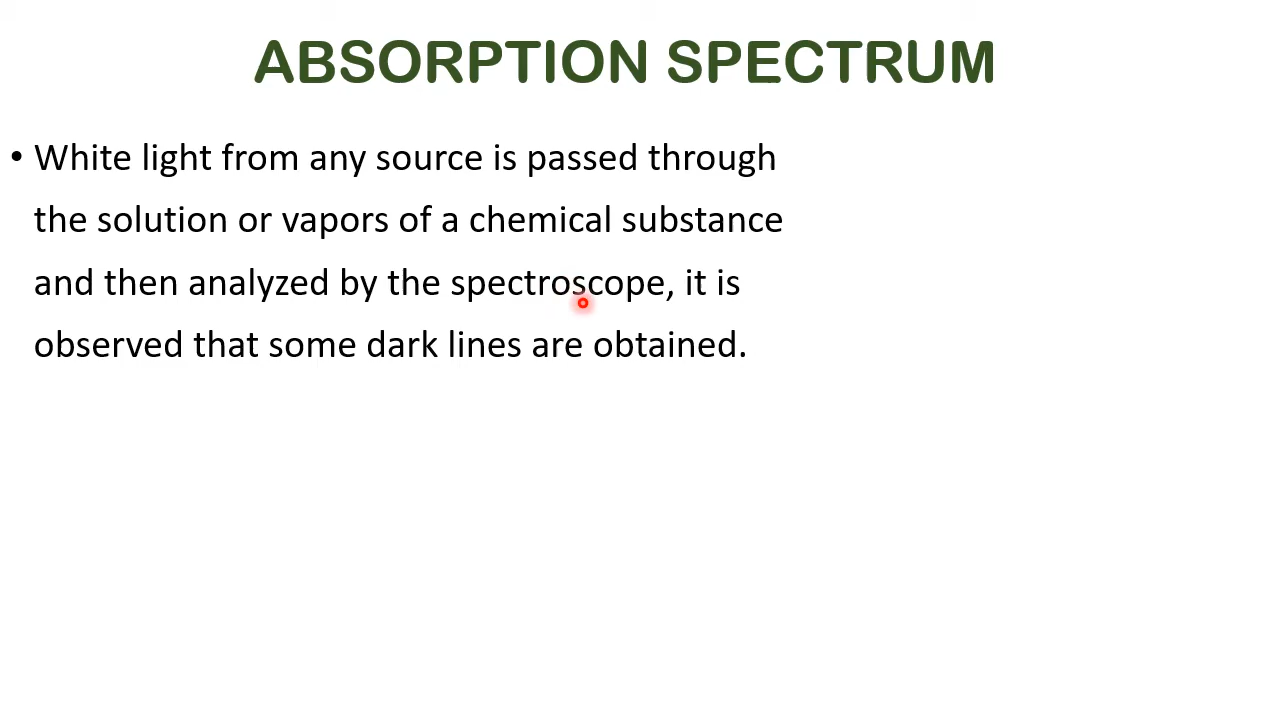 ABSORPTION SPECTRUM
• White light from any source is passed through
the solution or vapors of a chemical substance
and then analyzed by the spectroscope, it is
observed that some dark lines are obtained.